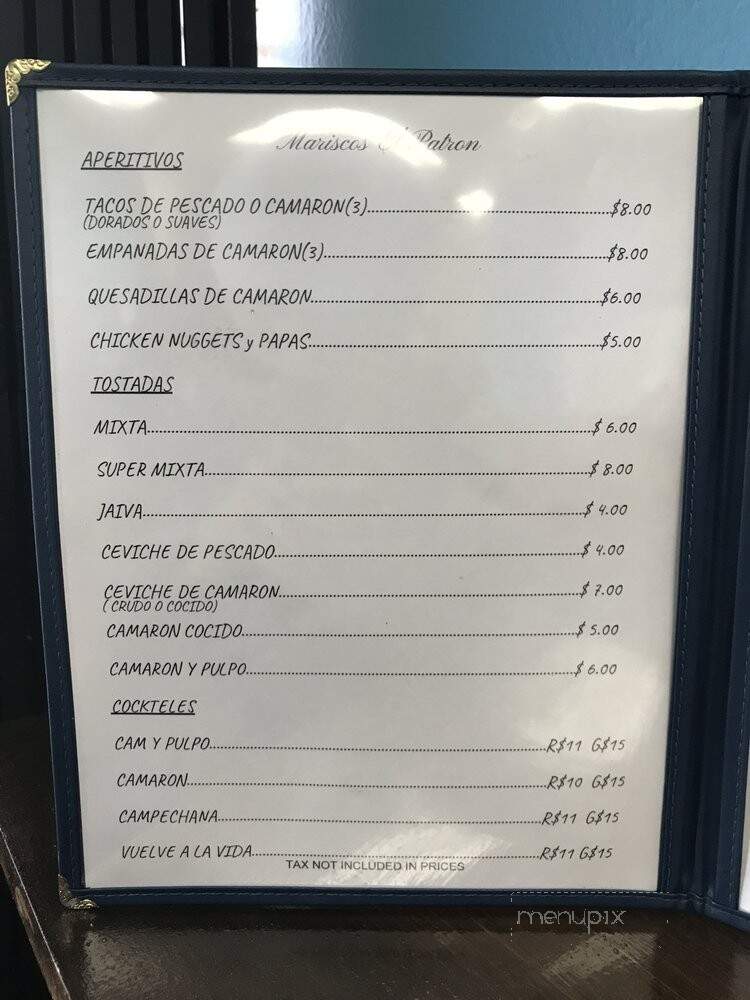 Mariscos El Patron
APERITIVOS
TACOS DE PESCADO O CAMARON(3)..........$8.00
(DORADOS O SUAVES)
EMPANADAS DE CAMARON(3)..........$8.00
QUESADILLAS DE CAMARON..........$6.00
CHICKEN NUGGETS y PAPAS..........$5.00
TOSTADAS
MIXTA..........$ 6.00
SUPER MIXTA..........$ 8.00
JAIVA..........$ 4.00
CEVICHE DE PESCADO..........$ 4.00
CEVICHE DE CAMARON..........$ 7.00
( CRUDO O COCIDO)
CAMARON COCIDO..........$ 5.00
CAMARON Y PULPO..........$ 6.00
COCKTELES
CAM Y PULPO..........R$11 G$15
CAMARON..........R$10 G$15
CAMPECHANA..........R$11 G$15
VUELVE A LA VIDA..........R$11 G$15
TAX NOT INCLUDED IN PRICES
menupix